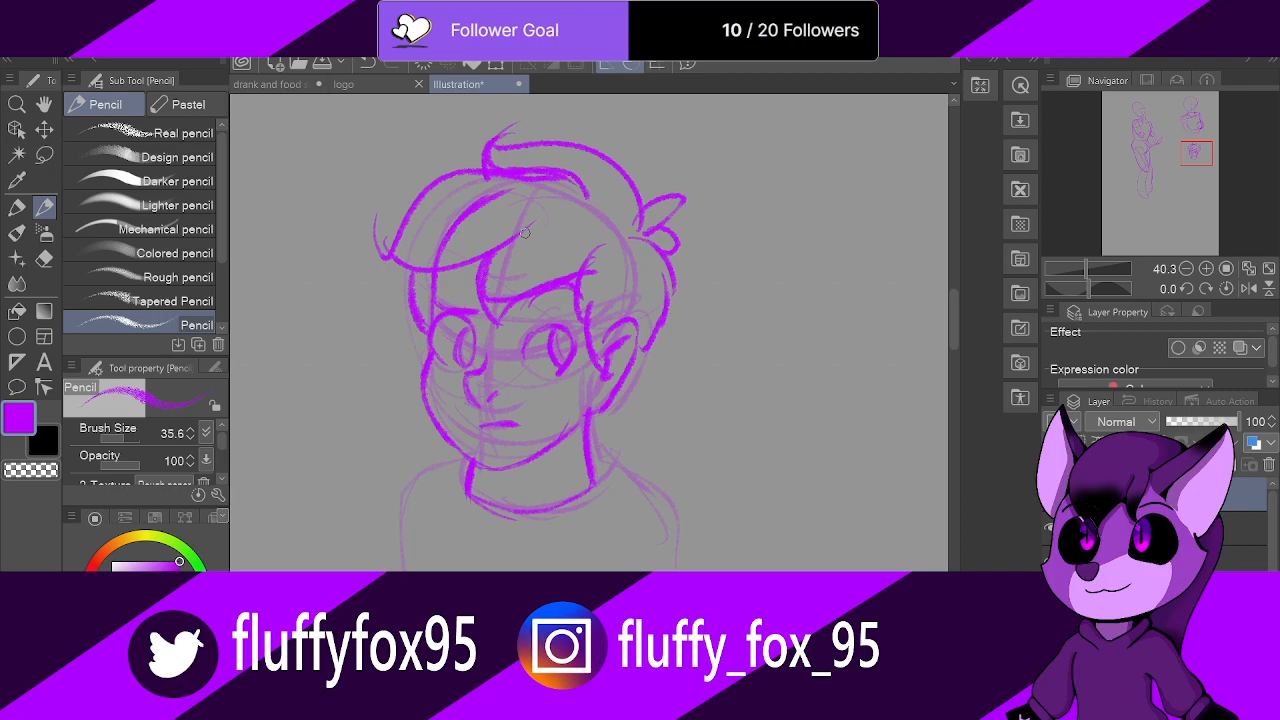 Follower Goal
10 / 20 Followers
Sub Tool [Pencil]
drank and food s
logo
Illustration*
Navigator
Pencil
Pastel
Real pencil
Design pencil
Darker pencil
Lighter pencil
Mechanical pencil
Colored pencil
Rough pencil
Tapered Pencil
Pencil
40.3
0.0
Layer Property
Effect
Expression color
Tool property [Pencil]
Pencil
Brush Size
35.6
Opacity
100
Layer
History
Auto Action
Normal
100
fluffyfox95
fluffy_fox_95